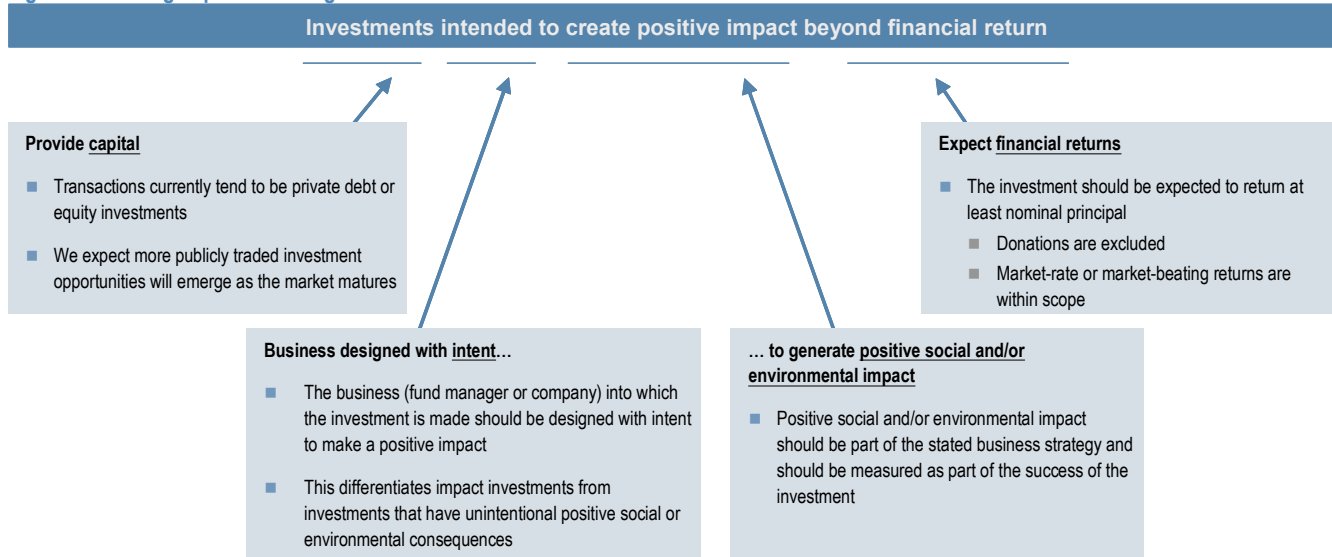 Investments intended to create positive impact beyond financial return
Provide capital
Transactions currently tend to be private debt or
equity investments
We expect more publicly traded investment
opportunities will emerge as the market matures
Expect financial returns
The investment should be expected to return at
least nominal principal
Donations are excluded
Market-rate or market-beating returns are
within scope
Business designed with intent…
The business (fund manager or company) into which
the investment is made should be designed with intent
to make a positive impact
This differentiates impact investments from
investments that have unintentional positive social or
environmental consequences
… to generate positive social and/or
environmental impact
Positive social and/or environmental impact
should be part of the stated business strategy and
should be measured as part of the success of the
investment